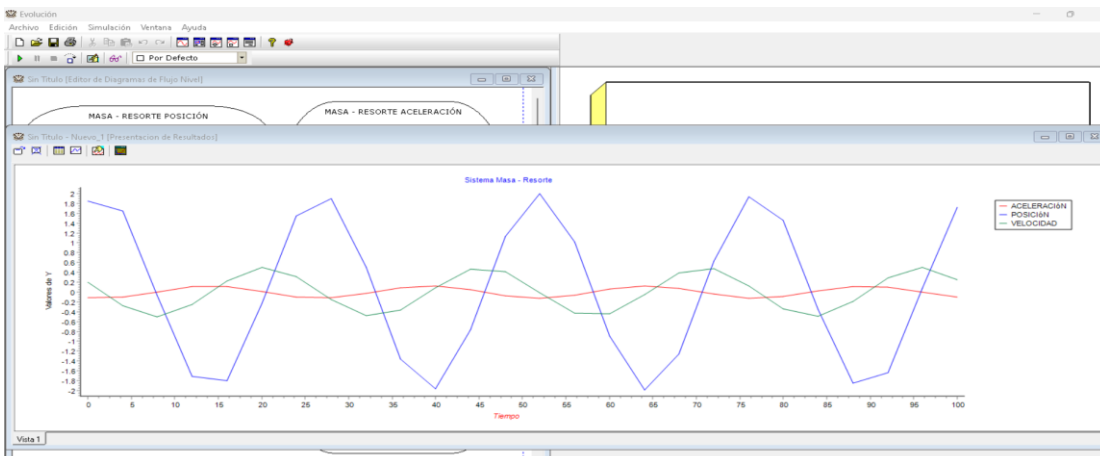 Evolución
Archivo Edición Simulación Ventana Ayuda
Por Defecto
Sin Titulo [Editor de Diagramas de Flujo Nivel]
MASA - RESORTE POSICIÓN
MASA - RESORTE ACELERACIÓN
Sin Titulo - Nuevo_1 [Presentacion de Resultados]
Sistema Masa - Resorte
Valores de Y
2
1.8
1.6
1.4
1.2
1
0.8
0.6
0.4
0.2
0
-0.2
-0.4
-0.6
-0.8
-1
-1.2
-1.4
-1.6
-1.8
-2
0 5 10 15 20 25 30 35 40 45 50 55 60 65 70 75 80 85 90 95 100
Tiempo
ACELERACIóN
POSICIóN
VELOCIDAD
Vista 1